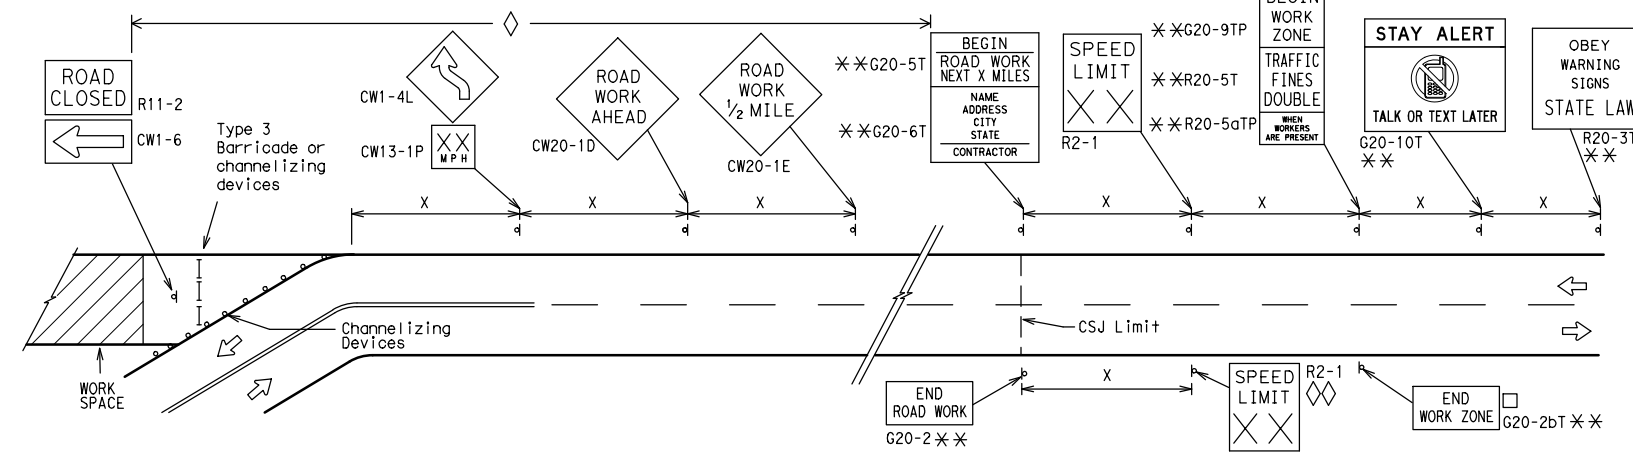 ROAD
CLOSED
R11-2
CW1-6
Type 3
Barricade or
channelizing
devices
CW1-4L
XX
MPH
CW13-1P
ROAD
WORK
AHEAD
CW20-1D
ROAD
WORK
1/2 MILE
CW20-1E
**G20-5T
BEGIN
ROAD WORK
NEXT X MILES
**G20-6T
NAME
ADDRESS
CITY
STATE
CONTRACTOR
SPEED
LIMIT
XX
R2-1
**G20-9TP
BEGIN
WORK
ZONE
**R20-5T
TRAFFIC
FINES
DOUBLE
**R20-5aTP
WHEN
WORKERS
ARE PRESENT
STAY ALERT
TALK OR TEXT LATER
G20-10T
**
OBEY
WARNING
SIGNS
STATE LAW
R20-3T
**
X
X
X
X
X
X
X
Channelizing
Devices
CSJ Limit
WORK
SPACE
X
END
ROAD WORK
G20-2**
SPEED
LIMIT
XX
R2-1
END
WORK ZONE
G20-2bT**